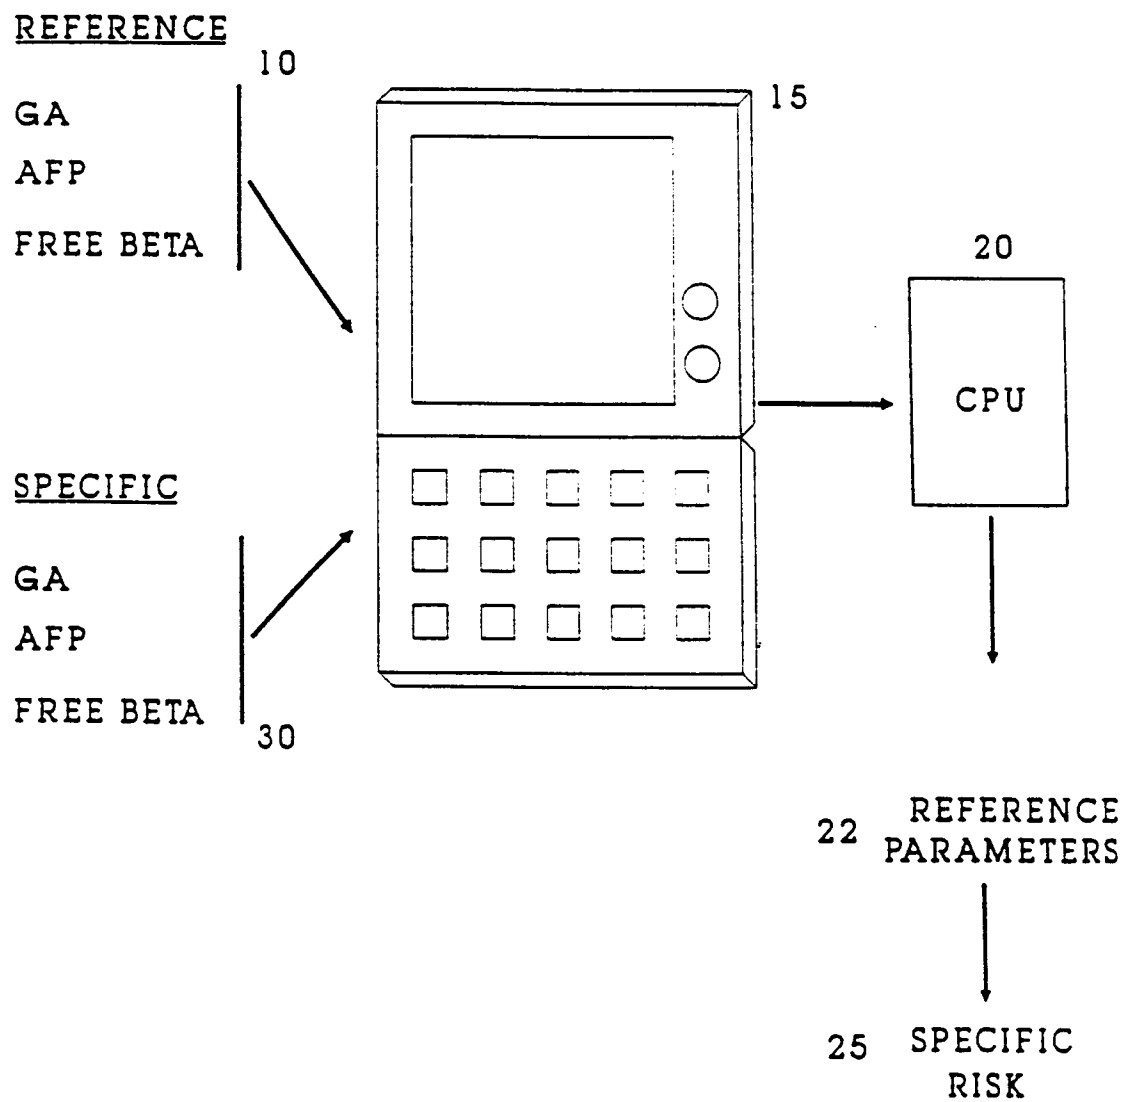 REFERENCE
10
GA
AFP
FREE BETA
15
20
CPU
SPECIFIC
GA
AFP
FREE BETA
30
22
REFERENCE
PARAMETERS
25
SPECIFIC
RISK